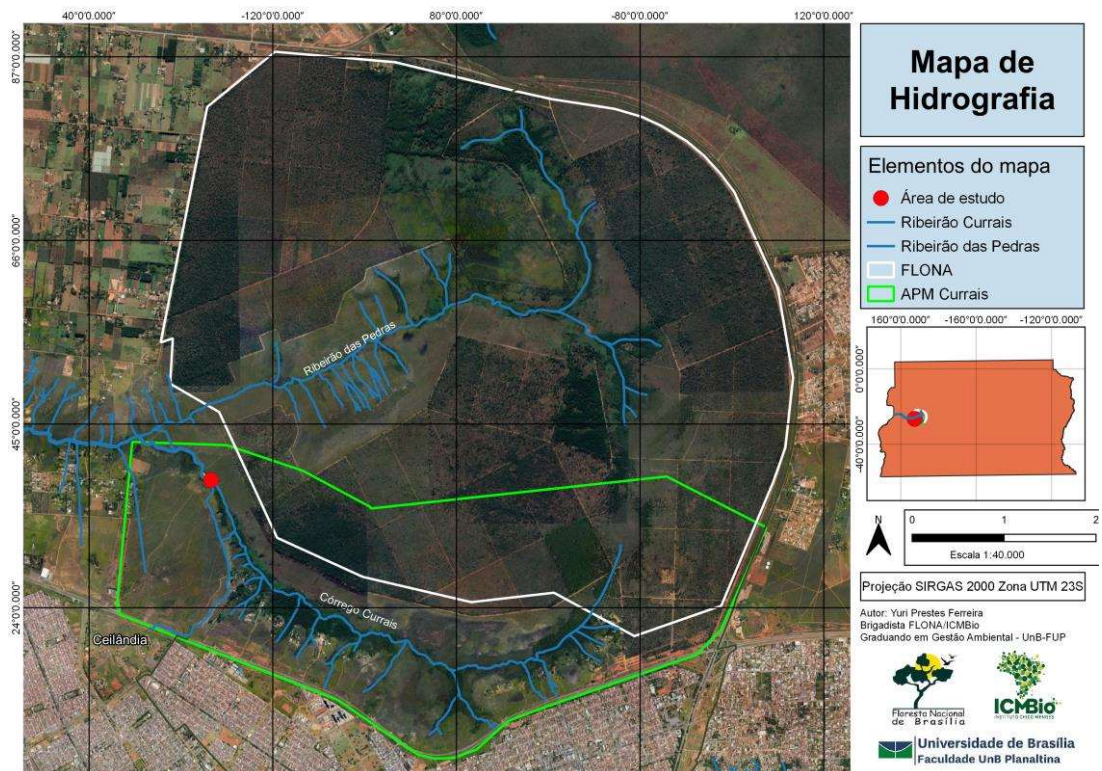 40°0'0.000"
-120°0'0.000"
80°0'0.000"
-80°0'0.000"
120°0'0.000"
87°0'0.000"
66°0'0.000"
45°0'0.000"
24°0'0.000"
Ribeirão das Pedras
Córrego Currais
Ceilândia
Mapa de
Hidrografia
Elementos do mapa
Área de estudo
Ribeirão Currais
Ribeirão das Pedras
FLONA
APM Currais
160°0'0.000"
-160°0'0.000"
-120°0'0.000"
0°0'0.000"
-40°0'0.000"
N
0 1 2
Escala 1:40.000
Projeção SIRGAS 2000 Zona UTM 23S
Autor: Yuri Prestes Ferreira
Brigadista FLONA/ICMBio
Graduando em Gestão Ambiental - UnB-FUP
Floresta Nacional
de Brasília
ICMBio
INSTITUTO CHICO MENDES
Universidade de Brasília
Faculdade UnB Planaltina